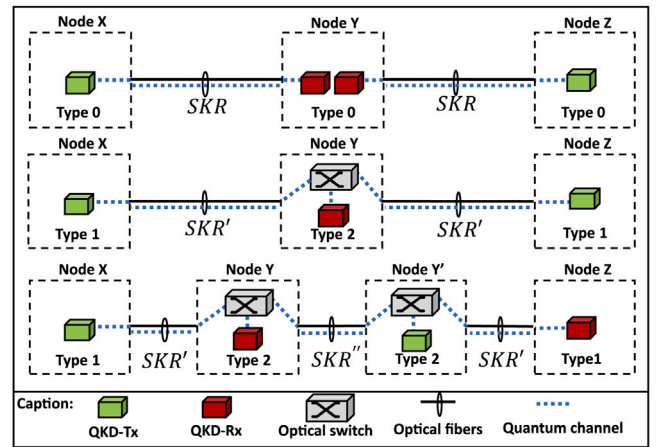 Node X Node Y Node Z
SKR SKR
Type 0 Type 0 Type 0
Node X Node Y Node Z
Type 1 Type 2 Type 1
SKR′ SKR′
Node X Node Y Node Y’ Node Z
Type 1 Type 2 Type 2 Type1
SKR′ SKR″ SKR′
Caption:
QKD-Tx QKD-Rx Optical switch Optical fibers Quantum channel